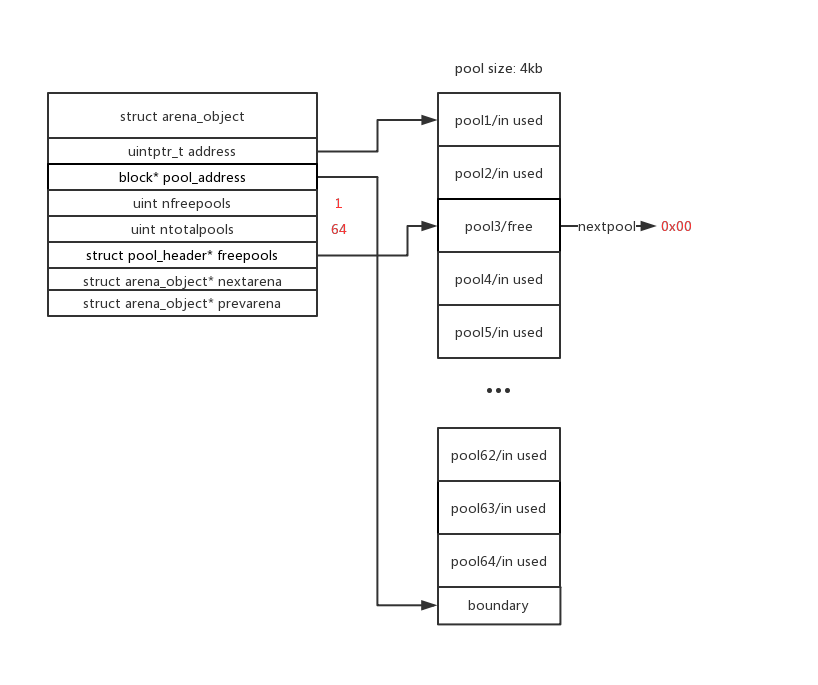 pool size: 4kb
struct arena_object
uintptr_t address
block* pool_address
uint nfreepools
1
uint ntotalpools
64
struct pool_header* freepools
struct arena_object* nextarena
struct arena_object* prevarena
pool1/in used
pool2/in used
pool3/free
nextpool
0x00
pool4/in used
pool5/in used
...
pool62/in used
pool63/in used
pool64/in used
boundary